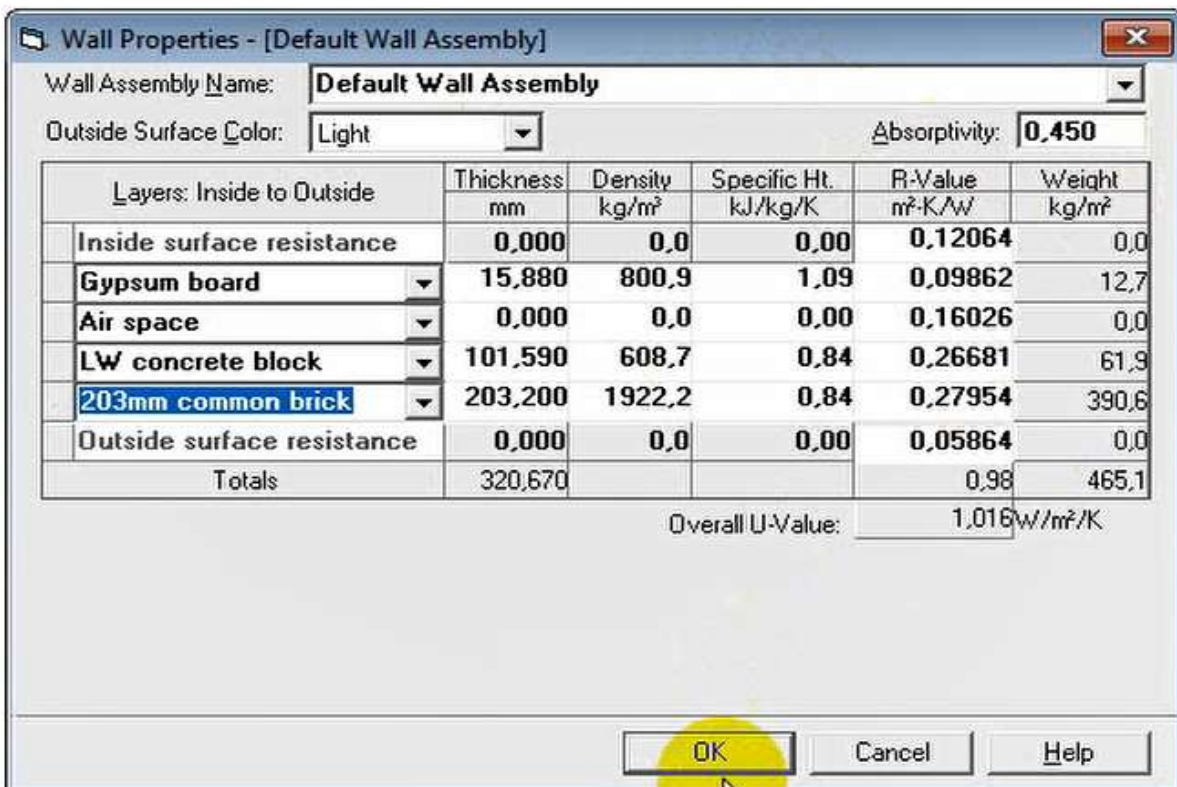 Wall Properties - [Default Wall Assembly]
Wall Assembly Name: Default Wall Assembly
Outside Surface Color: Light Absorptivity: 0,450
Layers: Inside to Outside Thickness Density Specific Ht. R-Value Weight
mm kg/m³ kJ/kg/K m²-K/W kg/m²
Inside surface resistance 0,000 0,0 0,00 0,12064 0,0
Gypsum board 15,880 800,9 1,09 0,09862 12,7
Air space 0,000 0,0 0,00 0,16026 0,0
LW concrete block 101,590 608,7 0,84 0,26681 61,9
203mm common brick 203,200 1922,2 0,84 0,27954 390,6
Outside surface resistance 0,000 0,0 0,00 0,05864 0,0
Totals 320,670 0,98 465,1
Overall U-Value: 1,016 W/m²/K
OK Cancel Help